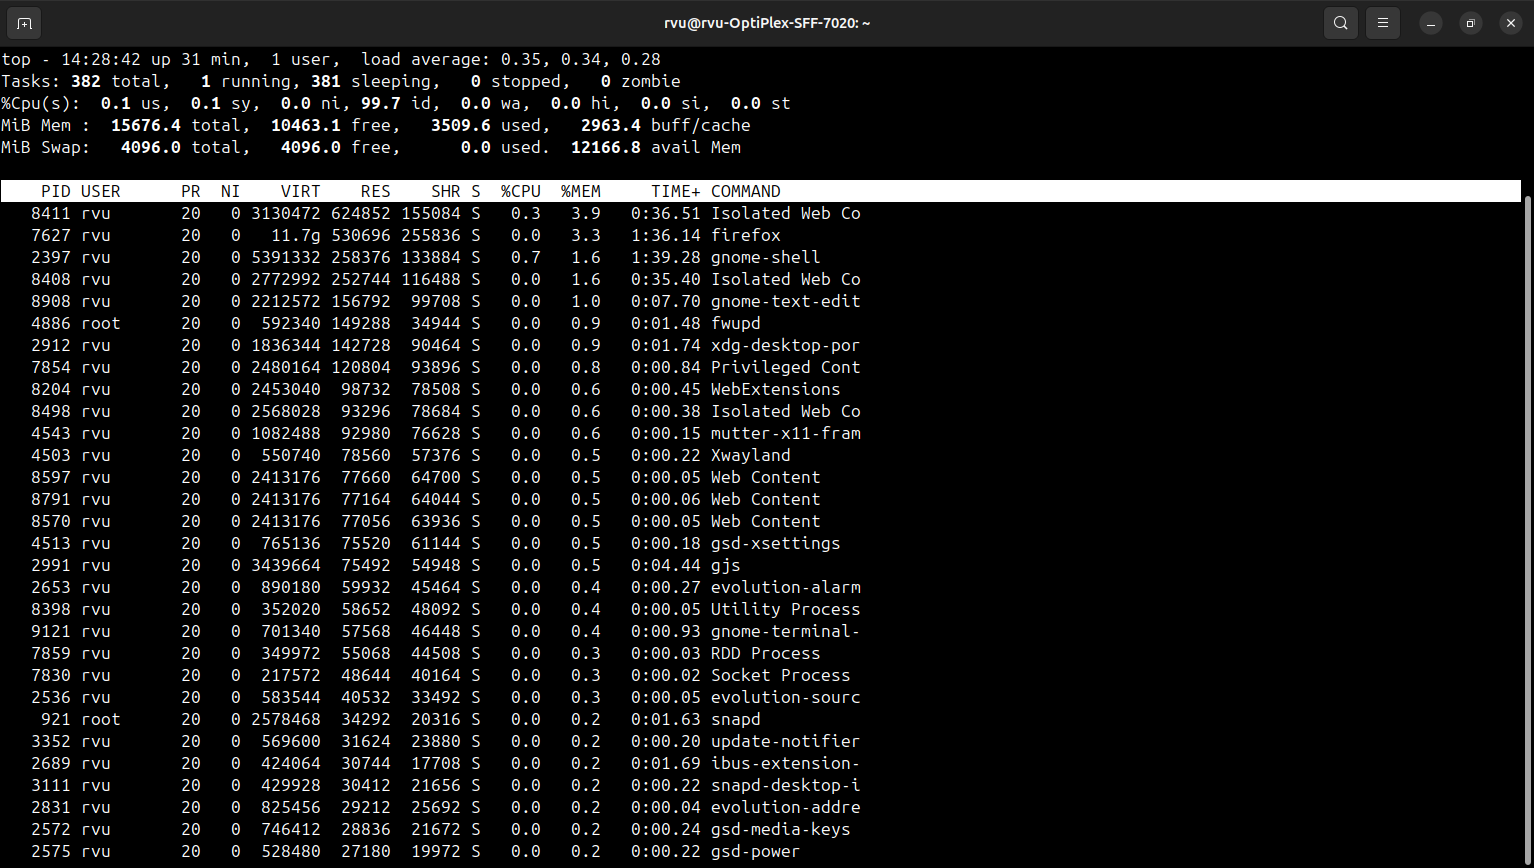 rvu@rvu-OptiPlex-SFF-7020: ~
top - 14:28:42 up 31 min,  1 user,  load average: 0.35, 0.34, 0.28
Tasks: 382 total,   1 running, 381 sleeping,   0 stopped,   0 zombie
%Cpu(s):  0.1 us,  0.1 sy,  0.0 ni, 99.7 id,  0.0 wa,  0.0 hi,  0.0 si,  0.0 st
MiB Mem :  15676.4 total,  10463.1 free,   3509.6 used,   2963.4 buff/cache
MiB Swap:   4096.0 total,   4096.0 free,      0.0 used.  12166.8 avail Mem
PID USER      PR  NI    VIRT    RES    SHR S  %CPU  %MEM     TIME+ COMMAND
8411 rvu       20   0 3130472 624852 155084 S   0.3   3.9   0:36.51 Isolated Web Co
7627 rvu       20   0   11.7g 530696 255836 S   0.0   3.3   1:36.14 firefox
2397 rvu       20   0 5391332 258376 133884 S   0.7   1.6   1:39.28 gnome-shell
8408 rvu       20   0 2772992 252744 116488 S   0.0   1.6   0:35.40 Isolated Web Co
8908 rvu       20   0 2212572 156792  99708 S   0.0   1.0   0:07.70 gnome-text-edit
4886 root      20   0  592340 149288  34944 S   0.0   0.9   0:01.48 fwupd
2912 rvu       20   0 1836344 142728  90464 S   0.0   0.9   0:01.74 xdg-desktop-por
7854 rvu       20   0 2480164 120804  93896 S   0.0   0.8   0:00.84 Privileged Cont
8204 rvu       20   0 2453040  98732  78508 S   0.0   0.6   0:00.45 WebExtensions
8498 rvu       20   0 2568028  93296  78684 S   0.0   0.6   0:00.38 Isolated Web Co
4543 rvu       20   0 1082488  92980  76628 S   0.0   0.6   0:00.15 mutter-x11-fram
4503 rvu       20   0  550740  78560  57376 S   0.0   0.5   0:00.22 Xwayland
8597 rvu       20   0 2413176  77660  64700 S   0.0   0.5   0:00.05 Web Content
8791 rvu       20   0 2413176  77164  64044 S   0.0   0.5   0:00.06 Web Content
8570 rvu       20   0 2413176  77056  63936 S   0.0   0.5   0:00.05 Web Content
4513 rvu       20   0  765136  75520  61144 S   0.0   0.5   0:00.18 gsd-xsettings
2991 rvu       20   0 3439664  75492  54948 S   0.0   0.5   0:04.44 gjs
2653 rvu       20   0  890180  59932  45464 S   0.0   0.4   0:00.27 evolution-alarm
8398 rvu       20   0  352020  58652  48092 S   0.0   0.4   0:00.05 Utility Process
9121 rvu       20   0  701340  57568  46448 S   0.0   0.4   0:00.93 gnome-terminal-
7859 rvu       20   0  349972  55068  44508 S   0.0   0.3   0:00.03 RDD Process
7830 rvu       20   0  217572  48644  40164 S   0.0   0.3   0:00.02 Socket Process
2536 rvu       20   0  583544  40532  33492 S   0.0   0.3   0:00.05 evolution-sourc
921 root      20   0 2578468  34292  20316 S   0.0   0.2   0:01.63 snapd
3352 rvu       20   0  569600  31624  23880 S   0.0   0.2   0:00.20 update-notifier
2689 rvu       20   0  424064  30744  17708 S   0.0   0.2   0:01.69 ibus-extension-
3111 rvu       20   0  429928  30412  21656 S   0.0   0.2   0:00.22 snapd-desktop-i
2831 rvu       20   0  825456  29212  25692 S   0.0   0.2   0:00.04 evolution-addre
2572 rvu       20   0  746412  28836  21672 S   0.0   0.2   0:00.24 gsd-media-keys
2575 rvu       20   0  528480  27180  19972 S   0.0   0.2   0:00.22 gsd-power